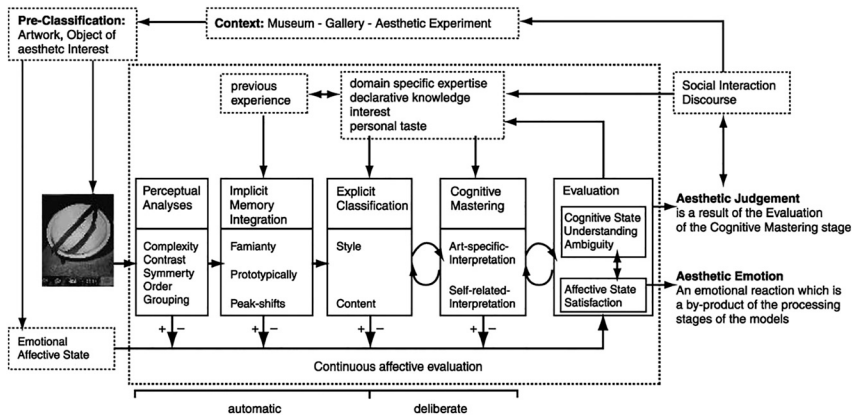 Pre-Classification:
Artwork, Object of
aesthetc Interest
Context: Museum - Gallery - Aesthetic Experiment
previous
experience
domain specific expertise
declarative knowledge
interest
personal taste
Social Interaction
Discourse
Perceptual
Analyses
Complexity
Contrast
Symmerty
Order
Grouping
Implicit
Memory
Integration
Famianty
Prototypically
Peak-shifts
Explicit
Classification
Style
Content
Cognitive
Mastering
Art-specific-
Interpretation
Self-related-
Interpretation
Evaluation
Cognitive State
Understanding
Ambiguity
Affective State
Satisfaction
Aesthetic Judgement
is a result of the Evaluation
of the Cognitive Mastering stage
Aesthetic Emotion
An emotional reaction which is
a by-product of the processing
stages of the models
+ −
+ −
+ −
+ −
Emotional
Affective State
Continuous affective evaluation
automatic
deliberate